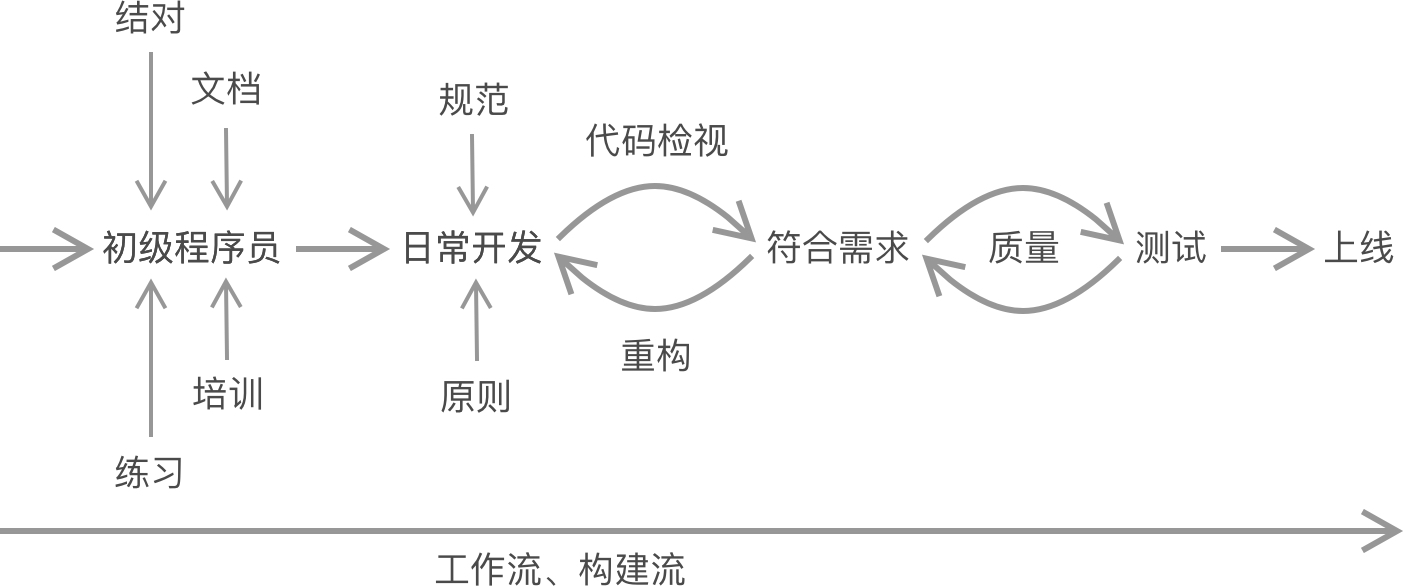 结对
文档
规范
代码检视
初级程序员
日常开发
符合需求
质量
测试
上线
重构
培训
原则
练习
工作流、构建流